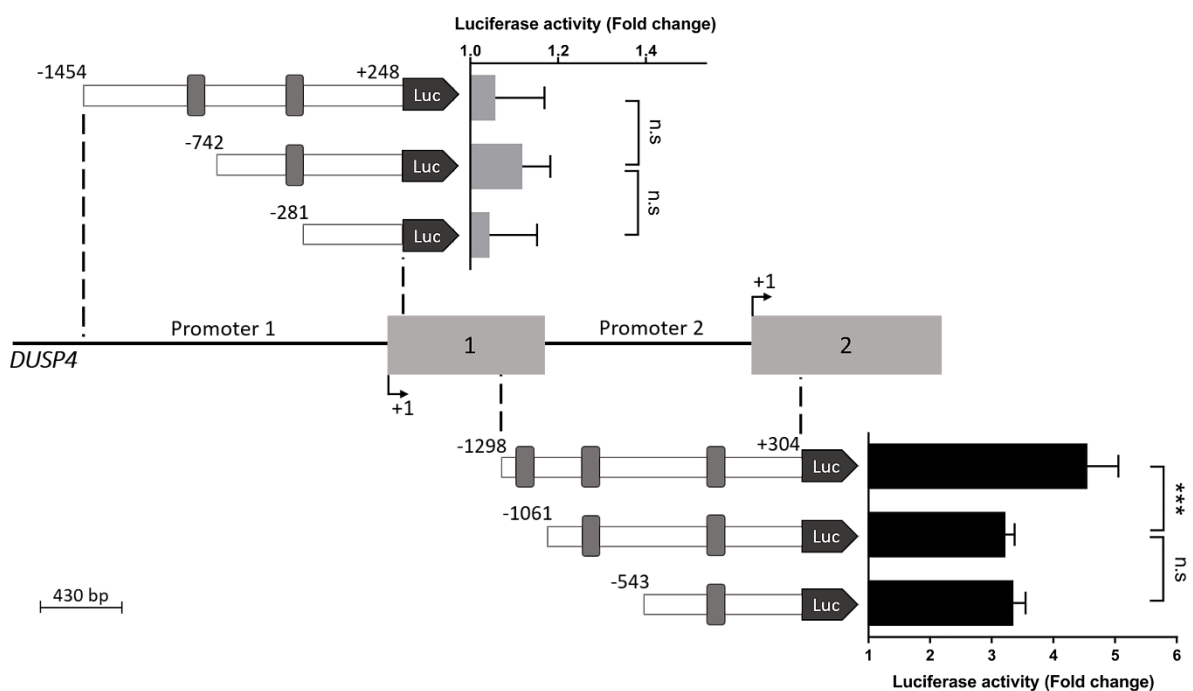 Luciferase activity (Fold change)
1.0 1.2 1.4
-1454 +248
Luc
n.s
-742
Luc
n.s
-281
Luc
+1
Promoter 1 Promoter 2
1 2
DUSP4
+1
-1298 +304
Luc
***
-1061
Luc
n.s
-543
430 bp
Luc
1 2 3 4 5 6
Luciferase activity (Fold change)